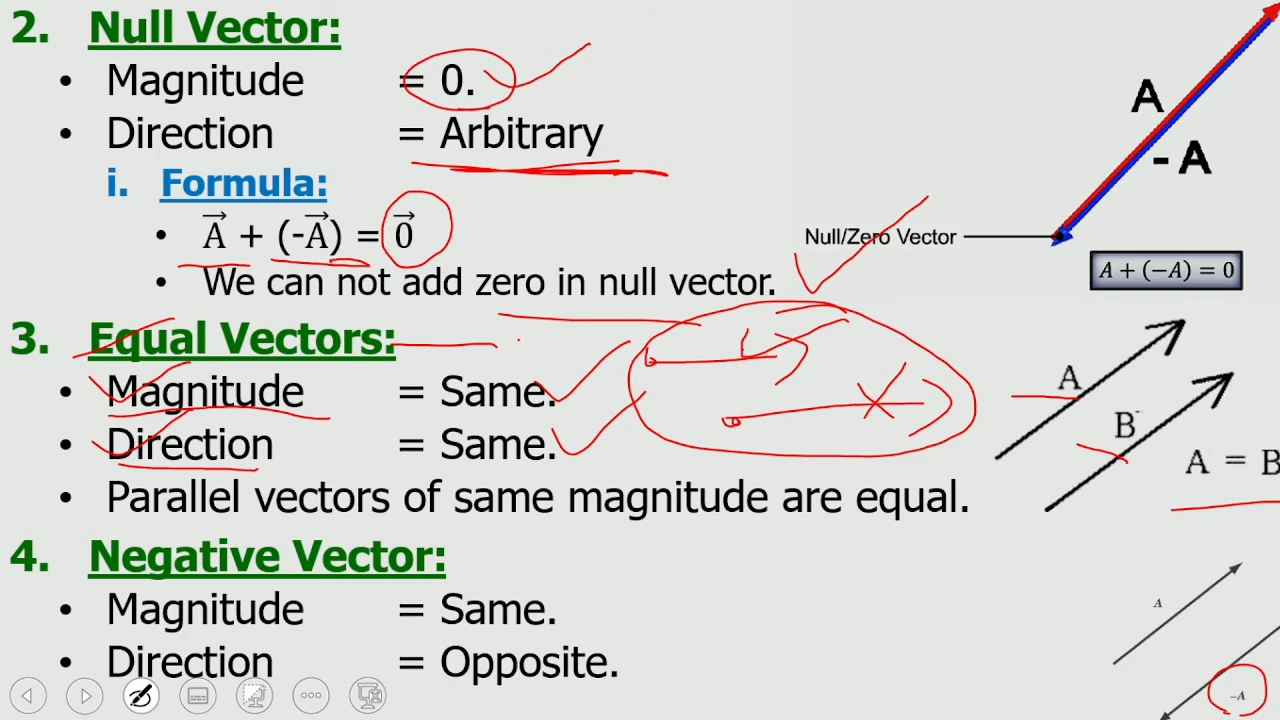 2. Null Vector:
• Magnitude = 0.
• Direction = Arbitrary
i. Formula:
• A⃗ + (-A⃗) = 0⃗
• We can not add zero in null vector.
A
- A
Null/Zero Vector
A + (−A) = 0
3. Equal Vectors:
• Magnitude = Same.
• Direction = Same.
• Parallel vectors of same magnitude are equal.
A
B
A = B
4. Negative Vector:
• Magnitude = Same.
• Direction = Opposite.
A
−A